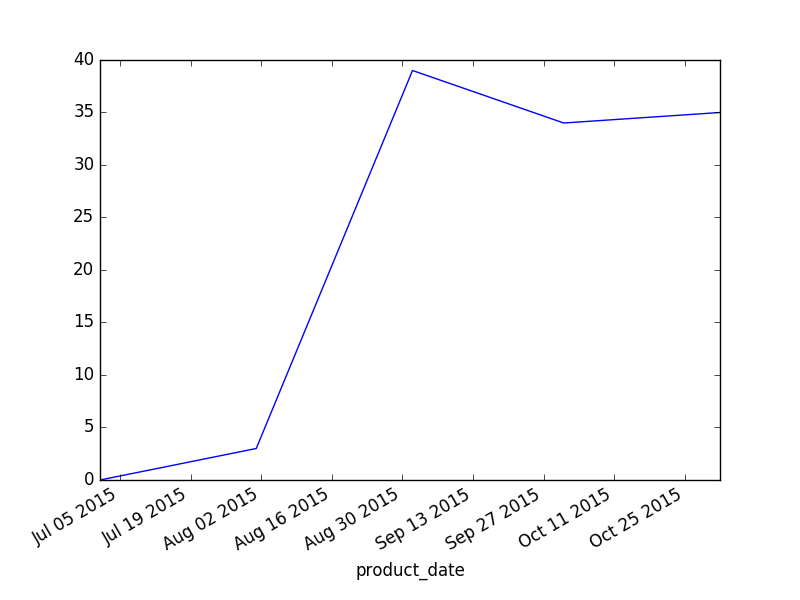 40
35
30
25
20
15
10
5
0
Jul 05 2015
Jul 19 2015
Aug 02 2015
Aug 16 2015
Aug 30 2015
Sep 13 2015
Sep 27 2015
Oct 11 2015
Oct 25 2015
product_date